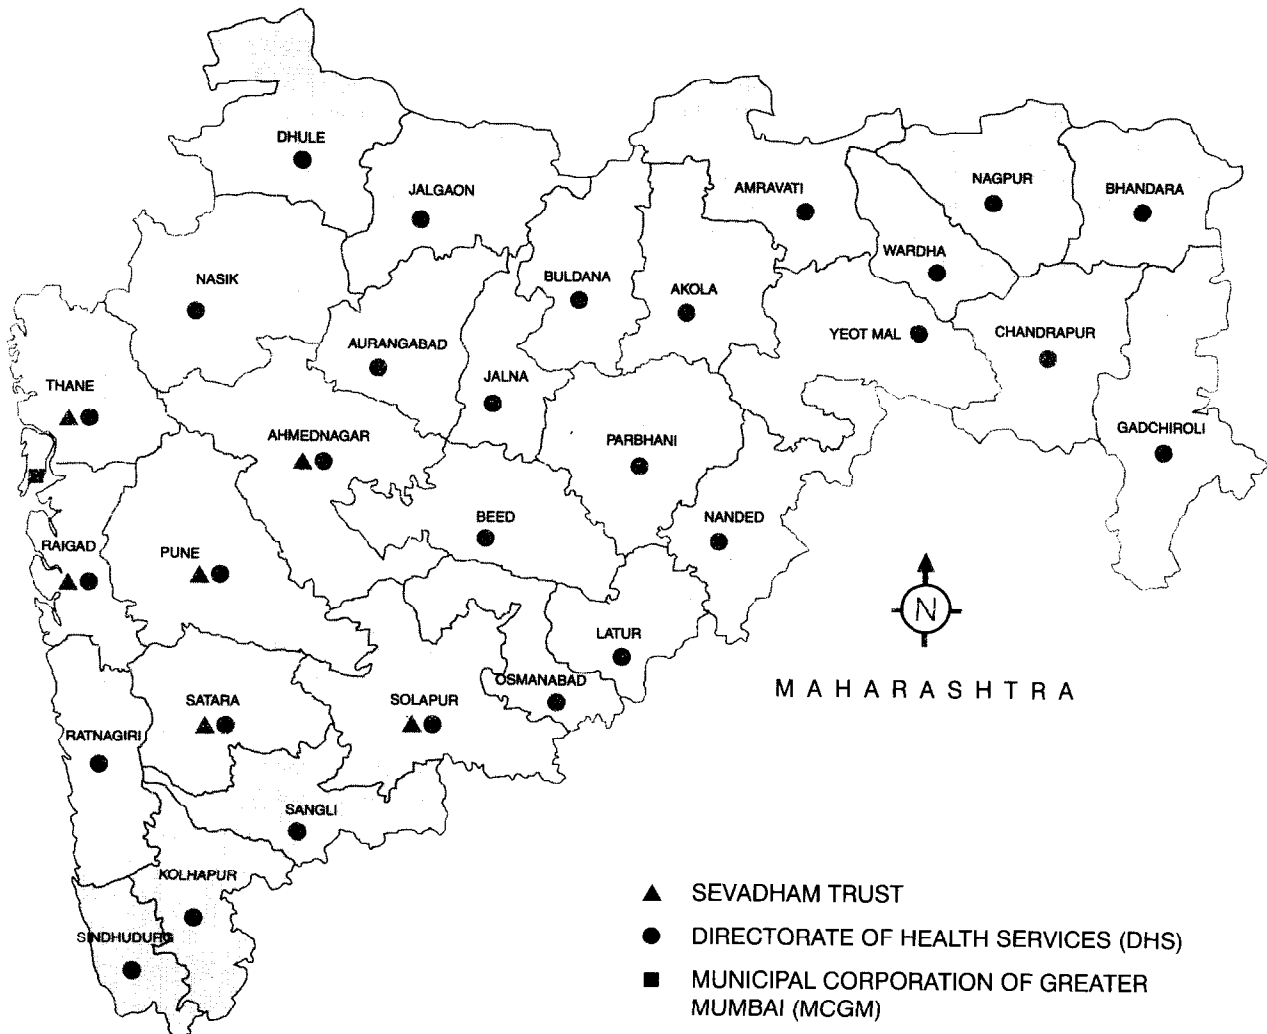 DHULE
JALGAON
AMRAVATI
NAGPUR
BHANDARA
NASIK
BULDANA
AKOLA
WARDHA
AURANGABAD
YEOT MAL
CHANDRAPUR
THANE
JALNA
AHMEDNAGAR
PARBHANI
GADCHIROLI
BEED
NANDED
RAIGAD
PUNE
N
LATUR
OSMANABAD
MAHARASHTRA
SATARA
SOLAPUR
RATNAGIRI
SANGLI
KOLHAPUR
SINDHUDURG
SEVADHAM TRUST
DIRECTORATE OF HEALTH SERVICES (DHS)
MUNICIPAL CORPORATION OF GREATER
MUMBAI (MCGM)